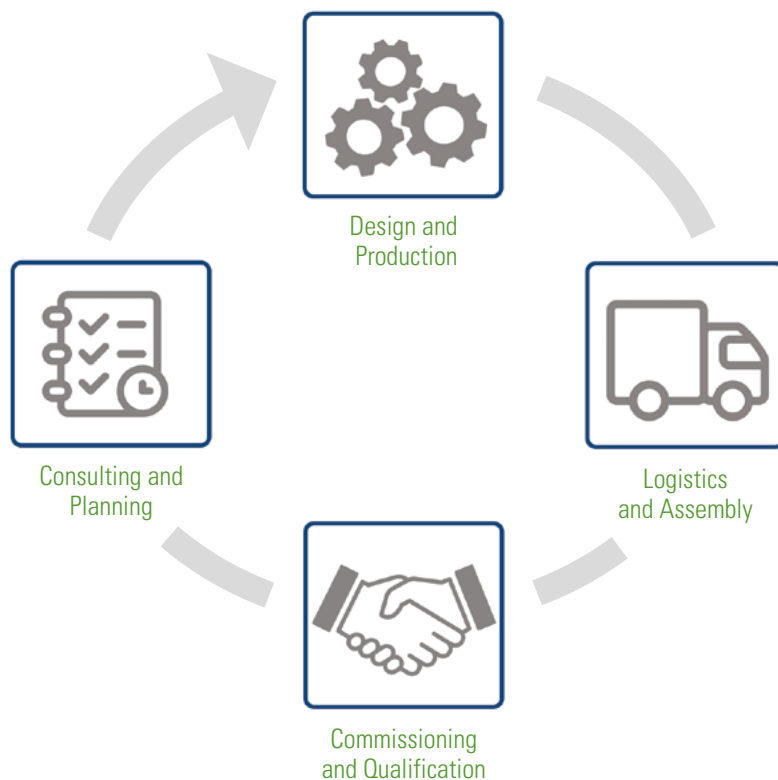 Design and
Production
Consulting and
Planning
Logistics
and Assembly
Commissioning
and Qualification